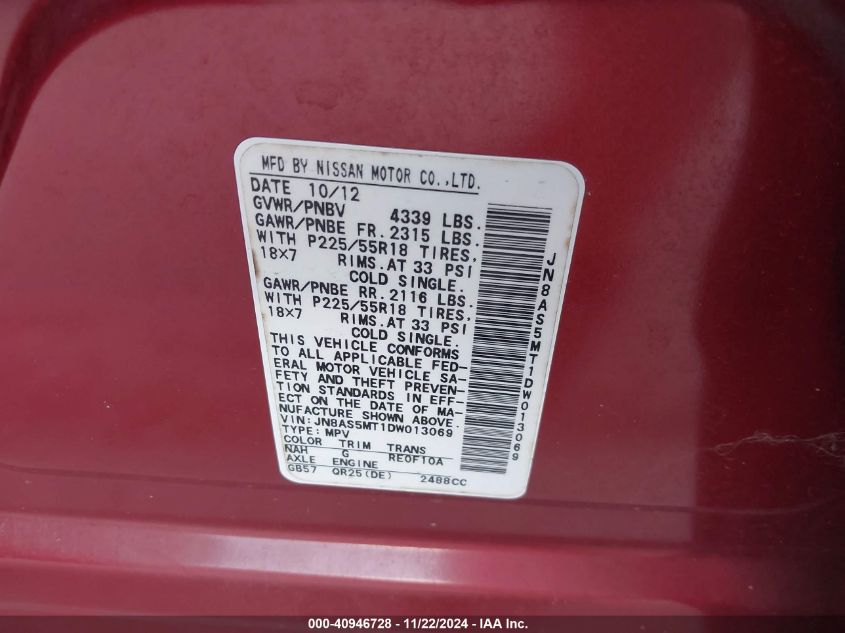 MFD BY NISSAN MOTOR CO.,LTD.
DATE 10/12
GVWR/PNBV 4339 LBS.
GAWR/PNBE FR. 2315 LBS.
WITH P225/55R18 TIRES,
18X7 RIMS.AT 33 PSI
COLD SINGLE.
GAWR/PNBE RR. 2116 LBS.
WITH P225/55R18 TIRES,
18X7 RIMS.AT 33 PSI
COLD SINGLE.
THIS VEHICLE CONFORMS
TO ALL APPLICABLE FED-
ERAL MOTOR VEHICLE SA-
FETY AND THEFT PREVEN-
TION STANDARDS IN EFF-
ECT ON THE DATE OF MA-
NUFACTURE SHOWN ABOVE.
VIN: JN8AS5MT1DW013069
TYPE: MPV
COLOR TRIM TRANS
NAH G RE0F10A
AXLE ENGINE
GB57 QR25(DE) 2488CC
JN8AS5MT1DW013069
000-40946728 - 11/22/2024 - IAA Inc.